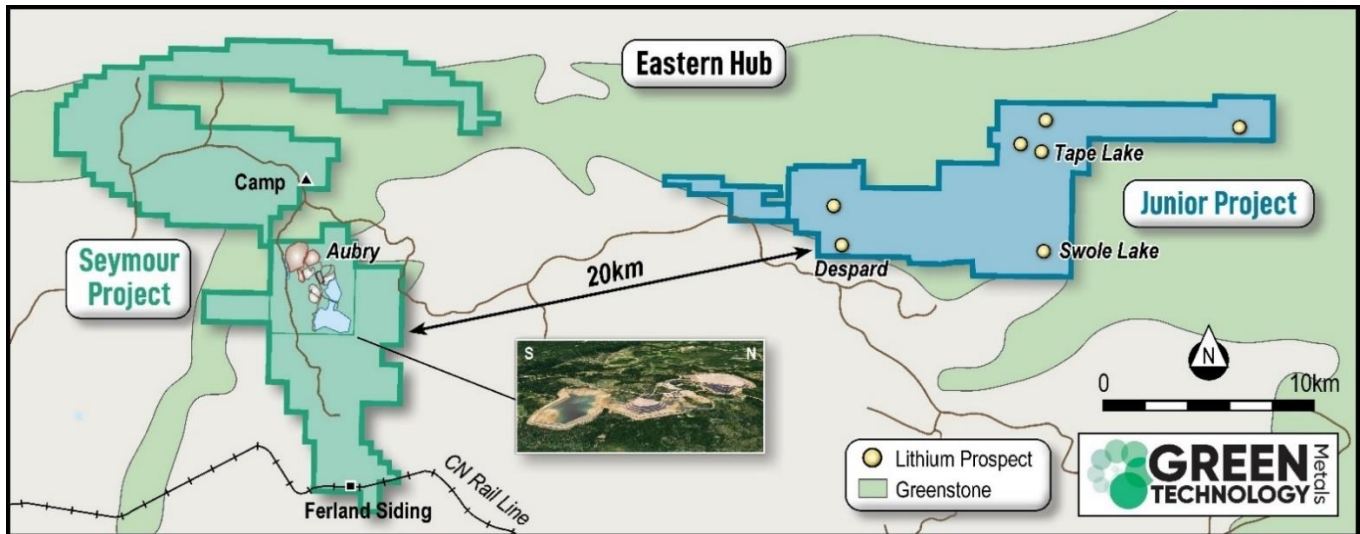 Eastern Hub
Camp
Aubry
Seymour
Project
Tape Lake
Junior Project
Despard
Swole Lake
20km
S
N
N
0
10km
CN Rail Line
Ferland Siding
Lithium Prospect
Greenstone
GREEN
TECHNOLOGY
Metals